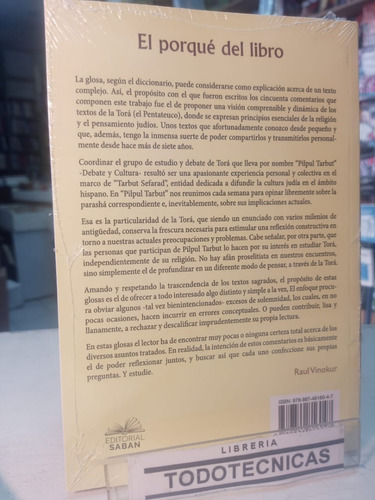 El porqué del libro
La glosa, según el diccionario, puede considerarse como explicación acerca de un texto
complejo. Así, el propósito con el que fueron escritos los cincuenta comentarios que
componen este trabajo fue el de proponer una visión comprensible y dinámica de los
textos de la Torá (el Pentateuco), donde se expresan principios esenciales de la religión
y el pensamiento judíos. Unos textos que afortunadamente conozco desde pequeño y
que, además, tengo la inmensa suerte de poder compartirlos y transmitirlos personalmente
desde hace más de siete años.
Coordinar el grupo de estudio y debate de Torá que lleva por nombre "Pilpul Tarbut"
-Debate y Cultura- resultó ser una apasionante experiencia personal y colectiva en el
marco de "Tarbut Sefarad", entidad dedicada a difundir la cultura judía en el ámbito
hispano. En "Pilpul Tarbut" nos reunimos cada semana para opinar libremente sobre la
parashá correspondiente e, inevitablemente, sobre sus implicaciones actuales.
Esa es la particularidad de la Torá, que siendo un enunciado con varios milenios de
antigüedad, conserva la frescura necesaria para estimular una reflexión constructiva en
torno a nuestras actuales preocupaciones y problemas. Cabe señalar, por otra parte, que
las personas que participan de Pilpul Tarbut lo hacen por su interés en estudiar Torá,
independientemente de su religión. No hay afán proselitista en nuestros encuentros,
sino simplemente el de profundizar en un diferente modo de pensar, a través de la Torá.
Amando y respetando la trascendencia de los textos sagrados, el propósito de estas
glosas es el de ofrecer a todo interesado algo distinto y simple a la vez, El enfoque procu-
ra obviar algunos -tal vez bienintencionados- excesos de solemnidad, los cuales, en no
pocas ocasiones, hacen incurrir en errores conceptuales. O pueden contribuir, lisa y
llanamente, a rechazar y descalificar imprudentemente su propia lectura.
En estas glosas el lector ha de encontrar muy pocas o ninguna certeza total acerca de los
diversos asuntos tratados. En realidad, la intención de estos comentarios es básicamente
el de poder reflexionar juntos, y buscar así que cada uno confeccione sus propias
preguntas. Y estudie.
Raul Vinokur
EDITORIAL
SABAN
LIBRERIA
TODOTECNICAS